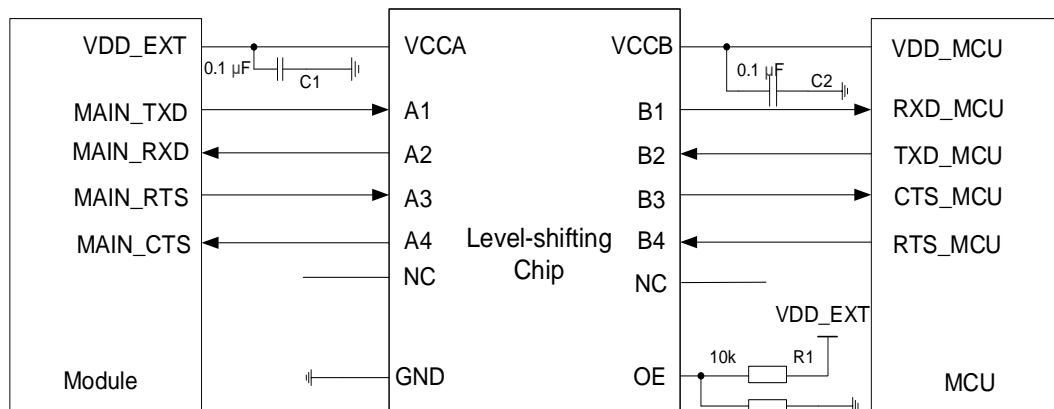 VDD_EXT VCCA VCCB VDD_MCU
0.1 µF C1 0.1 µF C2
MAIN_TXD A1 B1 RXD_MCU
MAIN_RXD A2 B2 TXD_MCU
MAIN_RTS A3 B3 CTS_MCU
MAIN_CTS A4 Level-shifting B4 RTS_MCU
NC Chip NC
VDD_EXT
10k R1
Module GND OE MCU